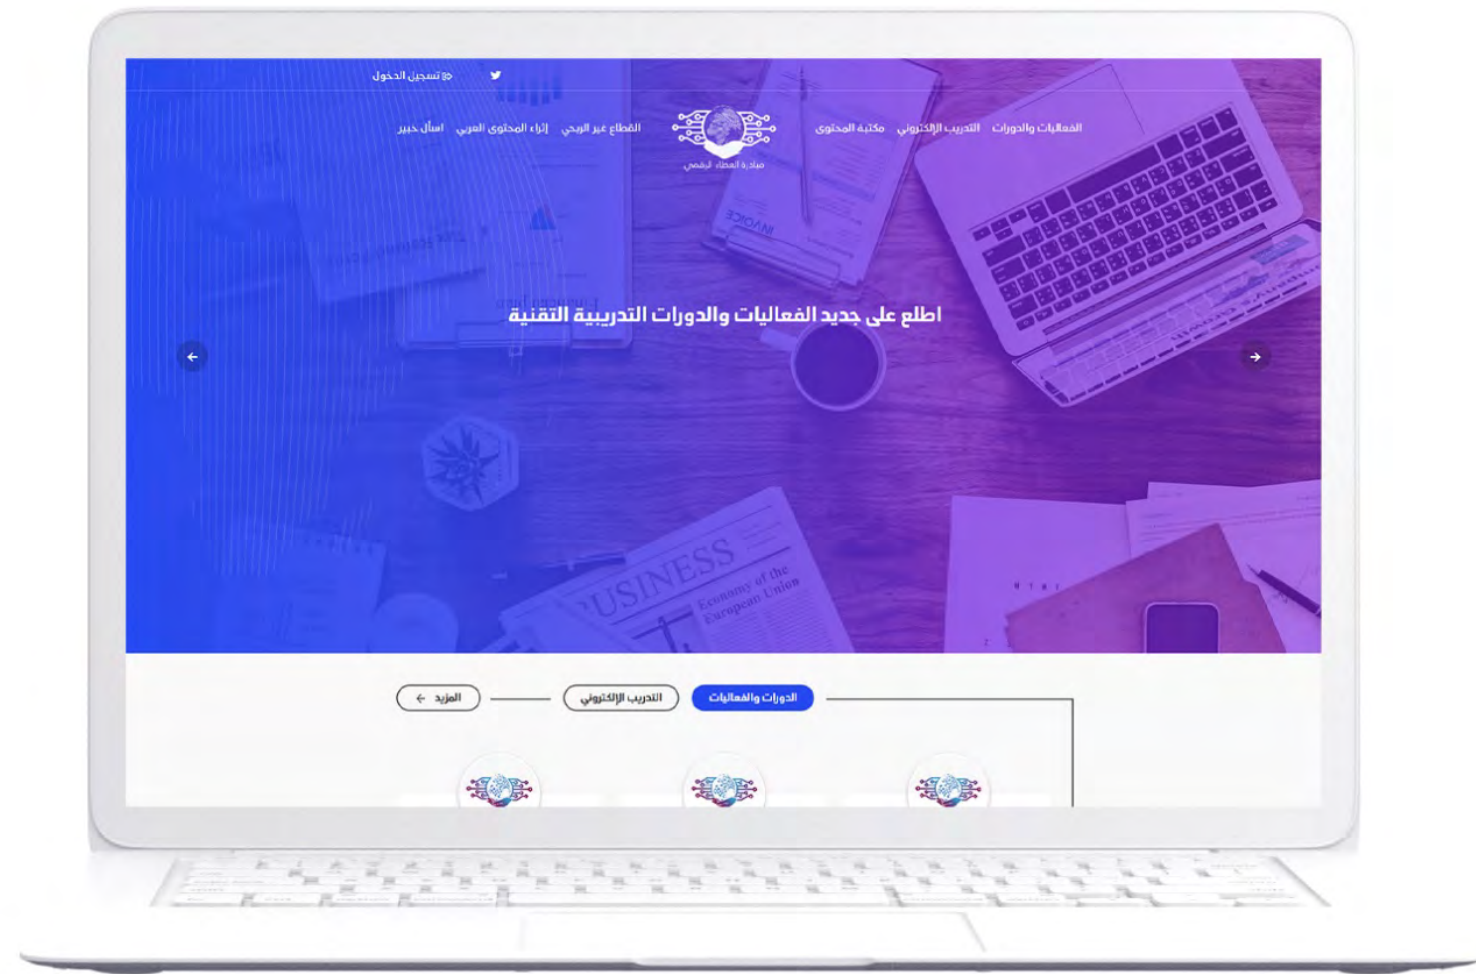 تسجيل الدخول
الفعاليات والدورات التدريب الإلكتروني مكتبة المحتوى
القطاع غير الربحي إثراء المحتوى العربي اسأل خبير
مبادرة العطاء الرقمي
INVOICE
اطلع على جديد الفعاليات والدورات التدريبية التقنية
BUSINESS
Economy of the
European Union
الدورات والفعاليات
التدريب الإلكتروني
المزيد ←